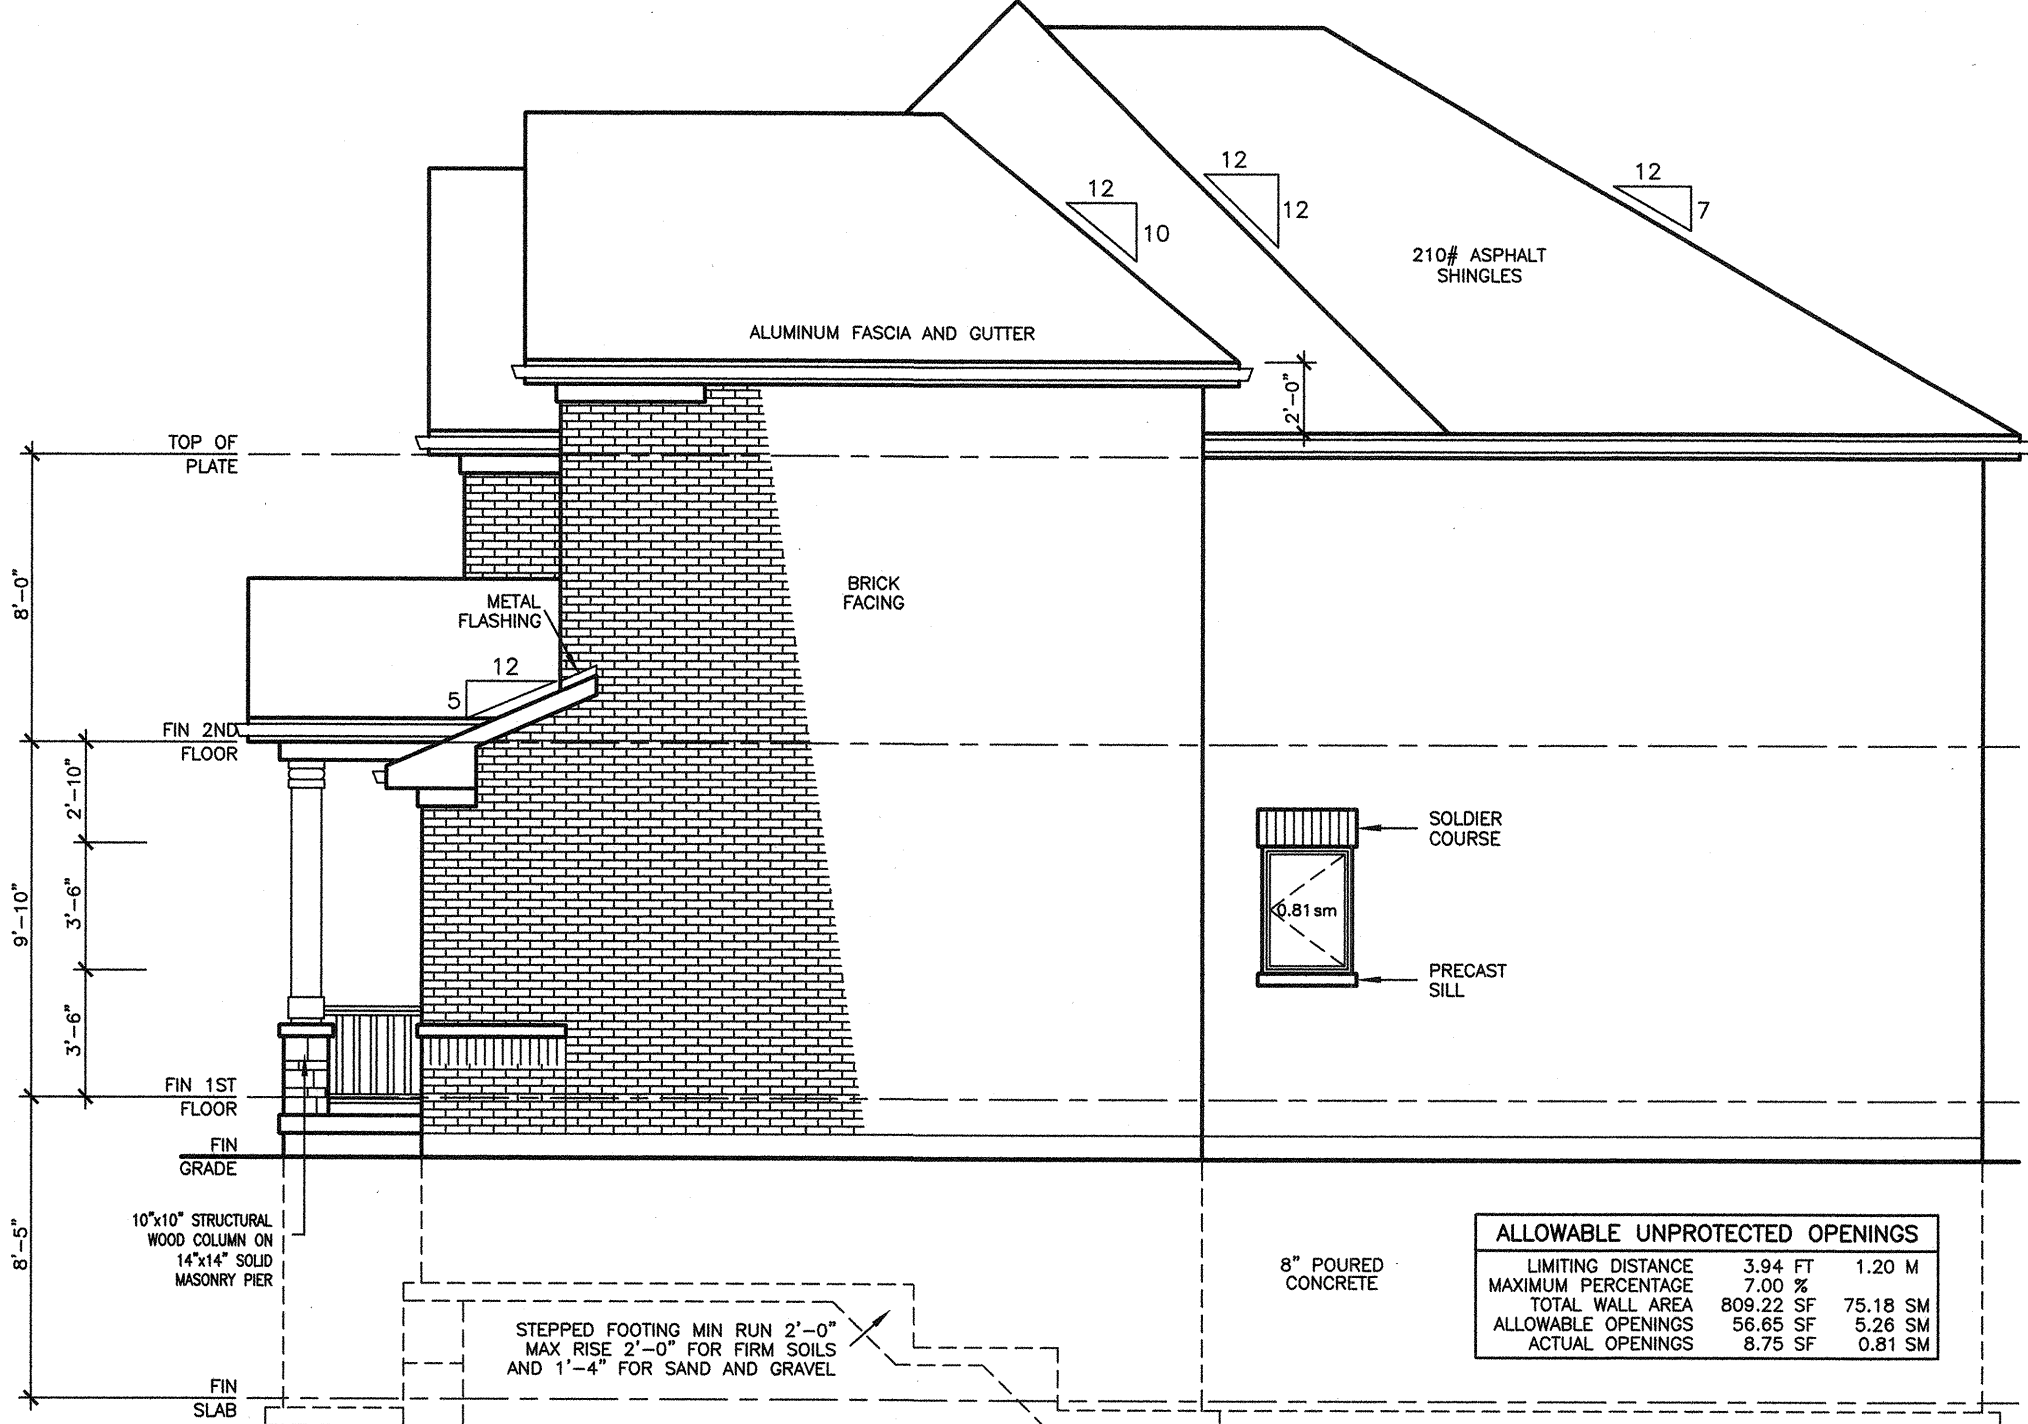 12
12
12
7
12
10
210# ASPHALT
SHINGLES
ALUMINUM FASCIA AND GUTTER
2'-0"
TOP OF
PLATE
8'-0"
BRICK
FACING
METAL
FLASHING
12
5
FIN 2ND
FLOOR
2'-10"
SOLDIER
COURSE
9'-10"
3'-6"
0.81sm
PRECAST
SILL
3'-6"
FIN 1ST
FLOOR
FIN
GRADE
10"x10" STRUCTURAL
WOOD COLUMN ON
14"x14" SOLID
MASONRY PIER
8'-5"
8" POURED
CONCRETE
STEPPED FOOTING MIN RUN 2'-0"
MAX RISE 2'-0" FOR FIRM SOILS
AND 1'-4" FOR SAND AND GRAVEL
ALLOWABLE UNPROTECTED OPENINGS
LIMITING DISTANCE 3.94 FT 1.20 M
MAXIMUM PERCENTAGE 7.00 %
TOTAL WALL AREA 809.22 SF 75.18 SM
ALLOWABLE OPENINGS 56.65 SF 5.26 SM
ACTUAL OPENINGS 8.75 SF 0.81 SM
FIN
SLAB